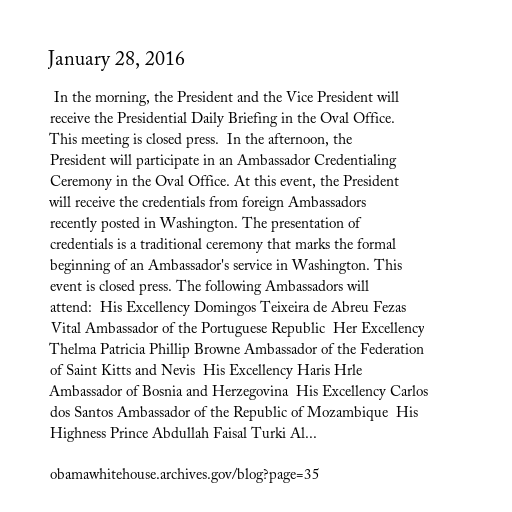 January 28, 2016
In the morning, the President and the Vice President will
receive the Presidential Daily Briefing in the Oval Office.
This meeting is closed press.  In the afternoon, the
President will participate in an Ambassador Credentialing
Ceremony in the Oval Office. At this event, the President
will receive the credentials from foreign Ambassadors
recently posted in Washington. The presentation of
credentials is a traditional ceremony that marks the formal
beginning of an Ambassador's service in Washington. This
event is closed press. The following Ambassadors will
attend:  His Excellency Domingos Teixeira de Abreu Fezas
Vital Ambassador of the Portuguese Republic  Her Excellency
Thelma Patricia Phillip Browne Ambassador of the Federation
of Saint Kitts and Nevis  His Excellency Haris Hrle
Ambassador of Bosnia and Herzegovina  His Excellency Carlos
dos Santos Ambassador of the Republic of Mozambique  His
Highness Prince Abdullah Faisal Turki Al...
obamawhitehouse.archives.gov/blog?page=35